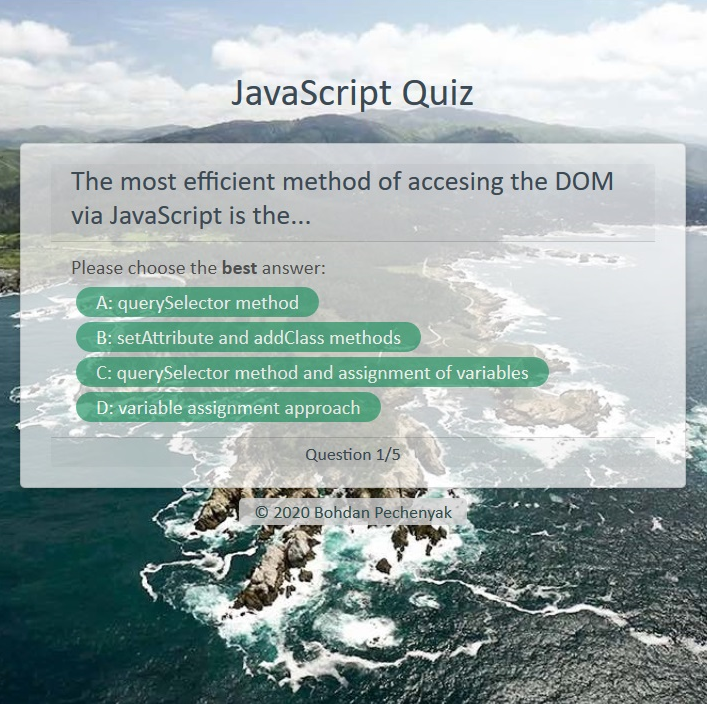 JavaScript Quiz
The most efficient method of accesing the DOM
via JavaScript is the...
Please choose the best answer:
A: querySelector method
B: setAttribute and addClass methods
C: querySelector method and assignment of variables
D: variable assignment approach
Question 1/5
© 2020 Bohdan Pechenyak